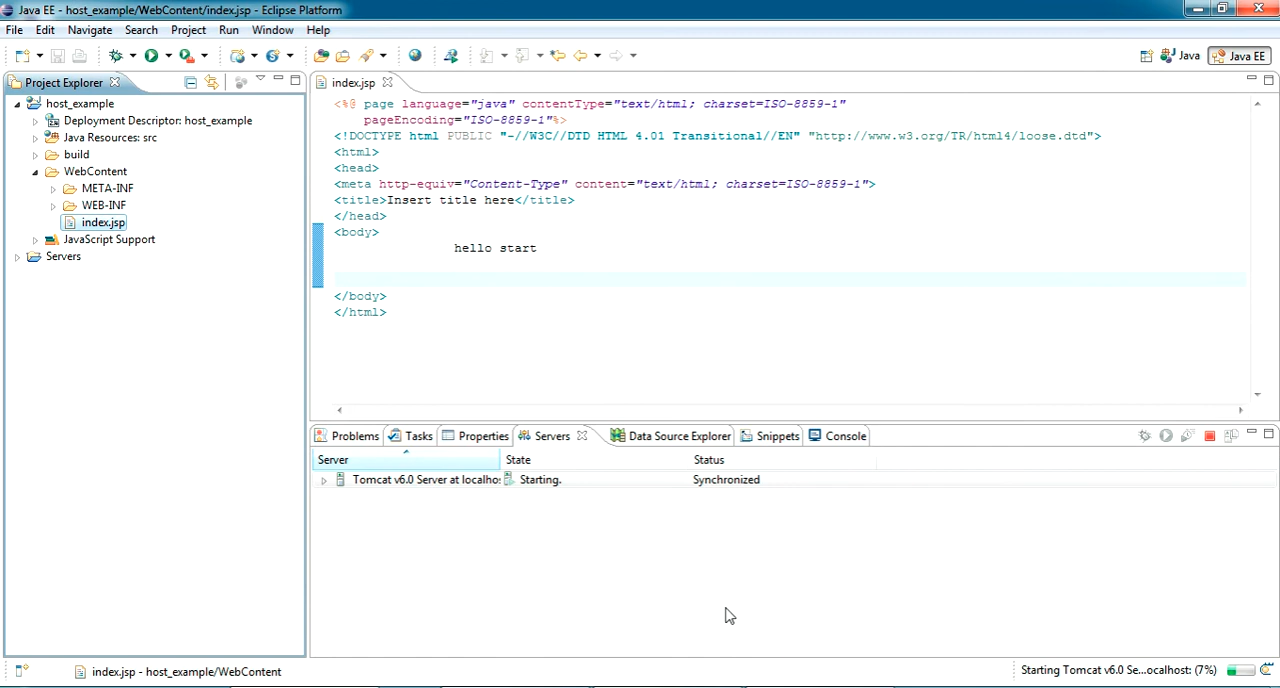 Java EE - host_example/WebContent/index.jsp - Eclipse Platform
File Edit Navigate Search Project Run Window Help
Java Java EE
Project Explorer
host_example
Deployment Descriptor: host_example
Java Resources: src
build
WebContent
META-INF
WEB-INF
index.jsp
JavaScript Support
Servers
index.jsp
<%@ page language="java" contentType="text/html; charset=ISO-8859-1"
pageEncoding="ISO-8859-1"%>
<!DOCTYPE html PUBLIC "-//W3C//DTD HTML 4.01 Transitional//EN" "http://www.w3.org/TR/html4/loose.dtd">
<html>
<head>
<meta http-equiv="Content-Type" content="text/html; charset=ISO-8859-1">
<title>Insert title here</title>
</head>
<body>
hello start
</body>
</html>
Problems Tasks Properties Servers Data Source Explorer Snippets Console
Server State Status
Tomcat v6.0 Server at localhos Starting. Synchronized
index.jsp - host_example/WebContent
Starting Tomcat v6.0 Se...ocalhost: (7%)